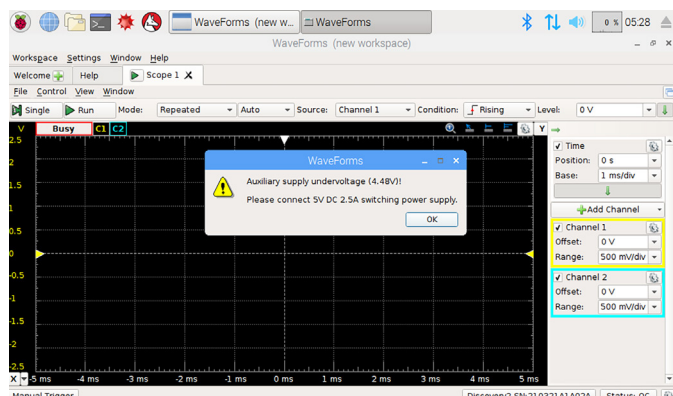 WaveForms (new w...
WaveForms
0 %
05:28
WaveForms (new workspace)
Workspace Settings Window Help
Welcome Help Scope 1 X
File Control View Window
Single Run Mode: Repeated Auto Source: Channel 1 Condition: Rising Level: 0 V
V Busy C1 C2 Y
2.5
2
1.5
1
0.5
0
-0.5
-1
-1.5
-2
-2.5
WaveForms
Auxiliary supply undervoltage (4.48V)!
Please connect 5V DC 2.5A switching power supply.
OK
Time
Position: 0 s
Base: 1 ms/div
Add Channel
Channel 1
Offset: 0 V
Range: 500 mV/div
Channel 2
Offset: 0 V
Range: 500 mV/div
X -5 ms -4 ms -3 ms -2 ms -1 ms 0 ms 1 ms 2 ms 3 ms 4 ms 5 ms
Manual Trigger